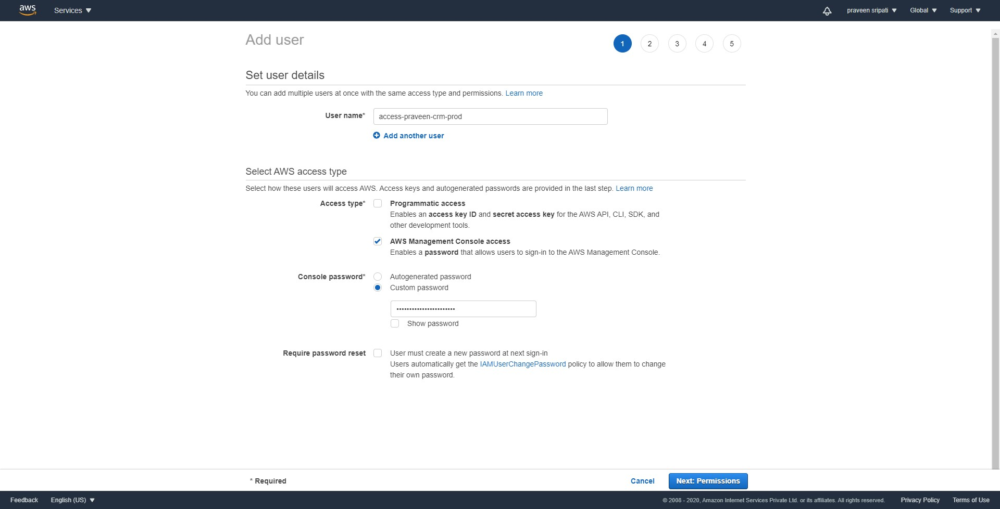 aws Services praveen sripati Global Support
Add user 1 2 3 4 5
Set user details
You can add multiple users at once with the same access type and permissions. Learn more
User name* access-praveen-crm-prod
Add another user
Select AWS access type
Select how these users will access AWS. Access keys and autogenerated passwords are provided in the last step. Learn more
Access type* Programmatic access
Enables an access key ID and secret access key for the AWS API, CLI, SDK, and
other development tools.
AWS Management Console access
Enables a password that allows users to sign-in to the AWS Management Console.
Console password* Autogenerated password
Custom password
•••••••••••••••••••••••
Show password
Require password reset User must create a new password at next sign-in
Users automatically get the IAMUserChangePassword policy to allow them to change
their own password.
* Required Cancel Next: Permissions
Feedback English (US) © 2008 - 2020, Amazon Internet Services Private Ltd. or its affiliates. All rights reserved. Privacy Policy Terms of Use